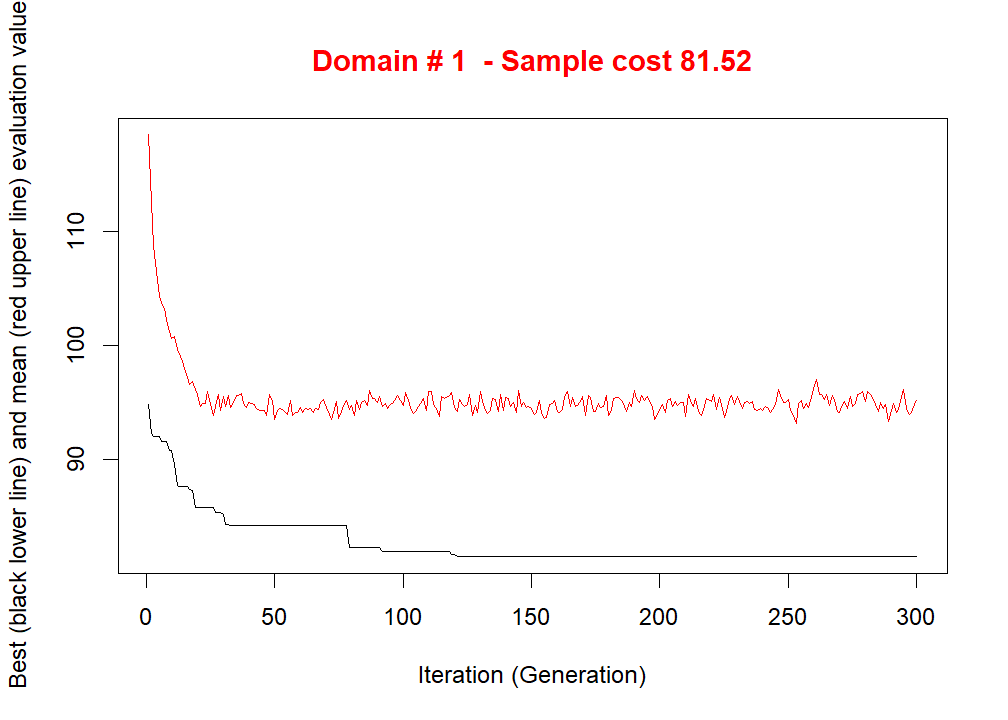 Domain # 1  - Sample cost 81.52
Best (black lower line) and mean (red upper line) evaluation value
110
100
90
0 50 100 150 200 250 300
Iteration (Generation)